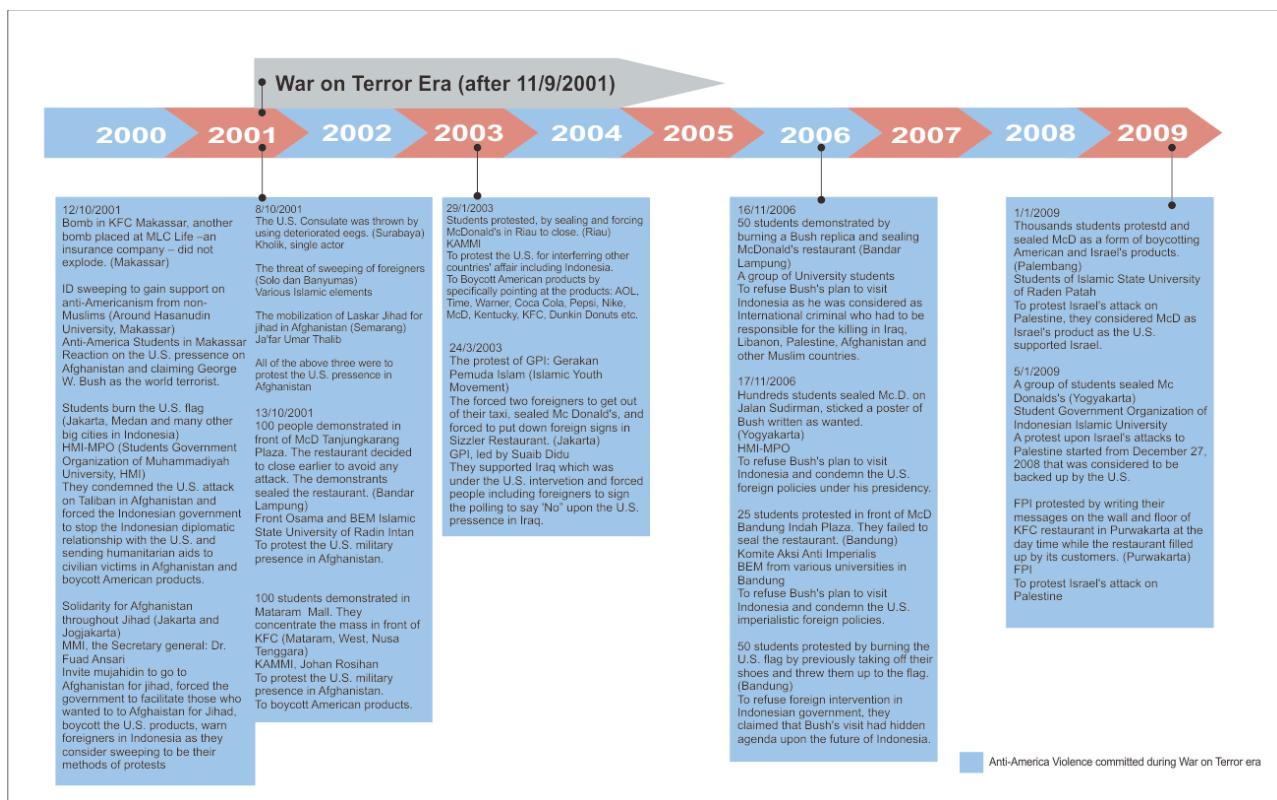 War on Terror Era (after 11/9/2001)
2000
2001
2002
2003
2004
2005
2006
2007
2008
2009
12/10/2001
Bomb in KFC Makassar, another
bomb placed at MLC Life –an
insurance company – did not
explode. (Makassar)
ID sweeping to gain support on
anti-Americanism from non-
Muslims (Around Hasanudin
University, Makassar)
Anti-America Students in Makassar
Reaction on the U.S. presence on
Afghanistan and claiming George
W. Bush as the world terrorist.
Students burn the U.S. flag
(Jakarta, Medan and many other
big cities in Indonesia)
HMI-MPO (Students Government
Organization of Muhammadiyah
University, HMI)
They condemned the U.S. attack
on Taliban in Afghanistan and
forced the Indonesian government
to stop the Indonesian diplomatic
relationship with the U.S. and
sending humanitarian aids to
civilian victims in Afghanistan and
boycott American products.
Solidarity for Afghanistan
throughout Jihad (Jakarta and
Jogjakarta)
MMI, the Secretary general: Dr.
Fuad Ansari
Invite mujahidin to go to
Afghanistan for jihad, forced the
government to facilitate those who
wanted to to Afghaistan for Jihad,
boycott the U.S. products, warn
foreigners in Indonesia as they
consider sweeping to be their
methods of protests
8/10/2001
The U.S. Consulate was thrown by
using deteriorated eegs. (Surabaya)
Kholik, single actor
The threat of sweeping of foreigners
(Solo dan Banyumas)
Various Islamic elements
The mobilization of Laskar Jihad for
jihad in Afghanistan (Semarang)
Ja'far Umar Thalib
All of the above three were to
protest the U.S. pressence in
Afghanistan
13/10/2001
100 people demonstrated in
front of McD Tanjungkarang
Plaza. The restaurant decided
to close earlier to avoid any
attack. The demonstrants
sealed the restaurant. (Bandar
Lampung)
Front Osama and BEM Islamic
State University of Radin Intan
To protest the U.S. military
presence in Afghanistan.
100 students demonstrated in
Mataram Mall. They
concentrate the mass in front of
KFC (Mataram, West, Nusa
Tenggara)
KAMMI, Johan Rosihan
To protest the U.S. military
presence in Afghanistan.
To boycott American products.
29/1/2003
Students protested, by sealing and forcing
McDonald's in Riau to close. (Riau)
KAMMI
To protest the U.S. for interferring other
countries' affair including Indonesia.
To Boycott American products by
specifically pointing at the products: AOL,
Time, Warner, Coca Cola, Pepsi, Nike,
McD, Kentucky, KFC, Dunkin Donuts etc.
24/3/2003
The protest of GPI: Gerakan
Pemuda Islam (Islamic Youth
Movement)
The forced two foreigners to get out
of their taxi, sealed Mc Donald's, and
forced to put down foreign signs in
Sizzler Restaurant. (Jakarta)
GPI, led by Suaib Didu
They supported Iraq which was
under the U.S. intervetion and forced
people including foreigners to sign
the polling to say 'No” upon the U.S.
pressence in Iraq.
16/11/2006
50 students demonstrated by
burning a Bush replica and sealing
McDonald's restaurant (Bandar
Lampung)
A group of University students
To refuse Bush's plan to visit
Indonesia as he was considered as
International criminal who had to be
responsible for the killing in Iraq,
Libanon, Palestine, Afghanistan and
other Muslim countries.
17/11/2006
Hundreds students sealed Mc.D. on
Jalan Sudirman, sticked a poster of
Bush written as wanted.
(Yogyakarta)
HMI-MPO
To refuse Bush's plan to visit
Indonesia and condemn the U.S.
foreign policies under his presidency.
25 students protested in front of McD
Bandung Indah Plaza. They failed to
seal the restaurant. (Bandung)
Komite Aksi Anti Imperialis
BEM from various universities in
Bandung
To refuse Bush's plan to visit
Indonesia and condemn the U.S.
imperialistic foreign policies.
50 students protested by burning the
U.S. flag by previously taking off their
shoes and threw them up to the flag.
(Bandung)
To refuse foreign intervention in
Indonesian government, they
claimed that Bush's visit had hidden
agenda upon the future of Indonesia.
1/1/2009
Thousands students protestd and
sealed McD as a form of boycotting
American and Israel's products.
(Palembang)
Students of Islamic State University
of Raden Patah
To protest Israel's attack on
Palestine, they considered McD as
Israel's product as the U.S.
supported Israel.
5/1/2009
A group of students sealed Mc
Donalds's (Yogyakarta)
Student Government Organization of
Indonesian Islamic University
A protest upon Israel's attacks to
Palestine started from December 27,
2008 that was considered to be
backed up by the U.S.
FPI protested by writing their
messages on the wall and floor of
KFC restaurant in Purwakarta at the
day time while the restaurant filled
up by its customers. (Purwakarta)
FPI
To protest Israel's attack on
Palestine
Anti-America Violence committed during War on Terror era